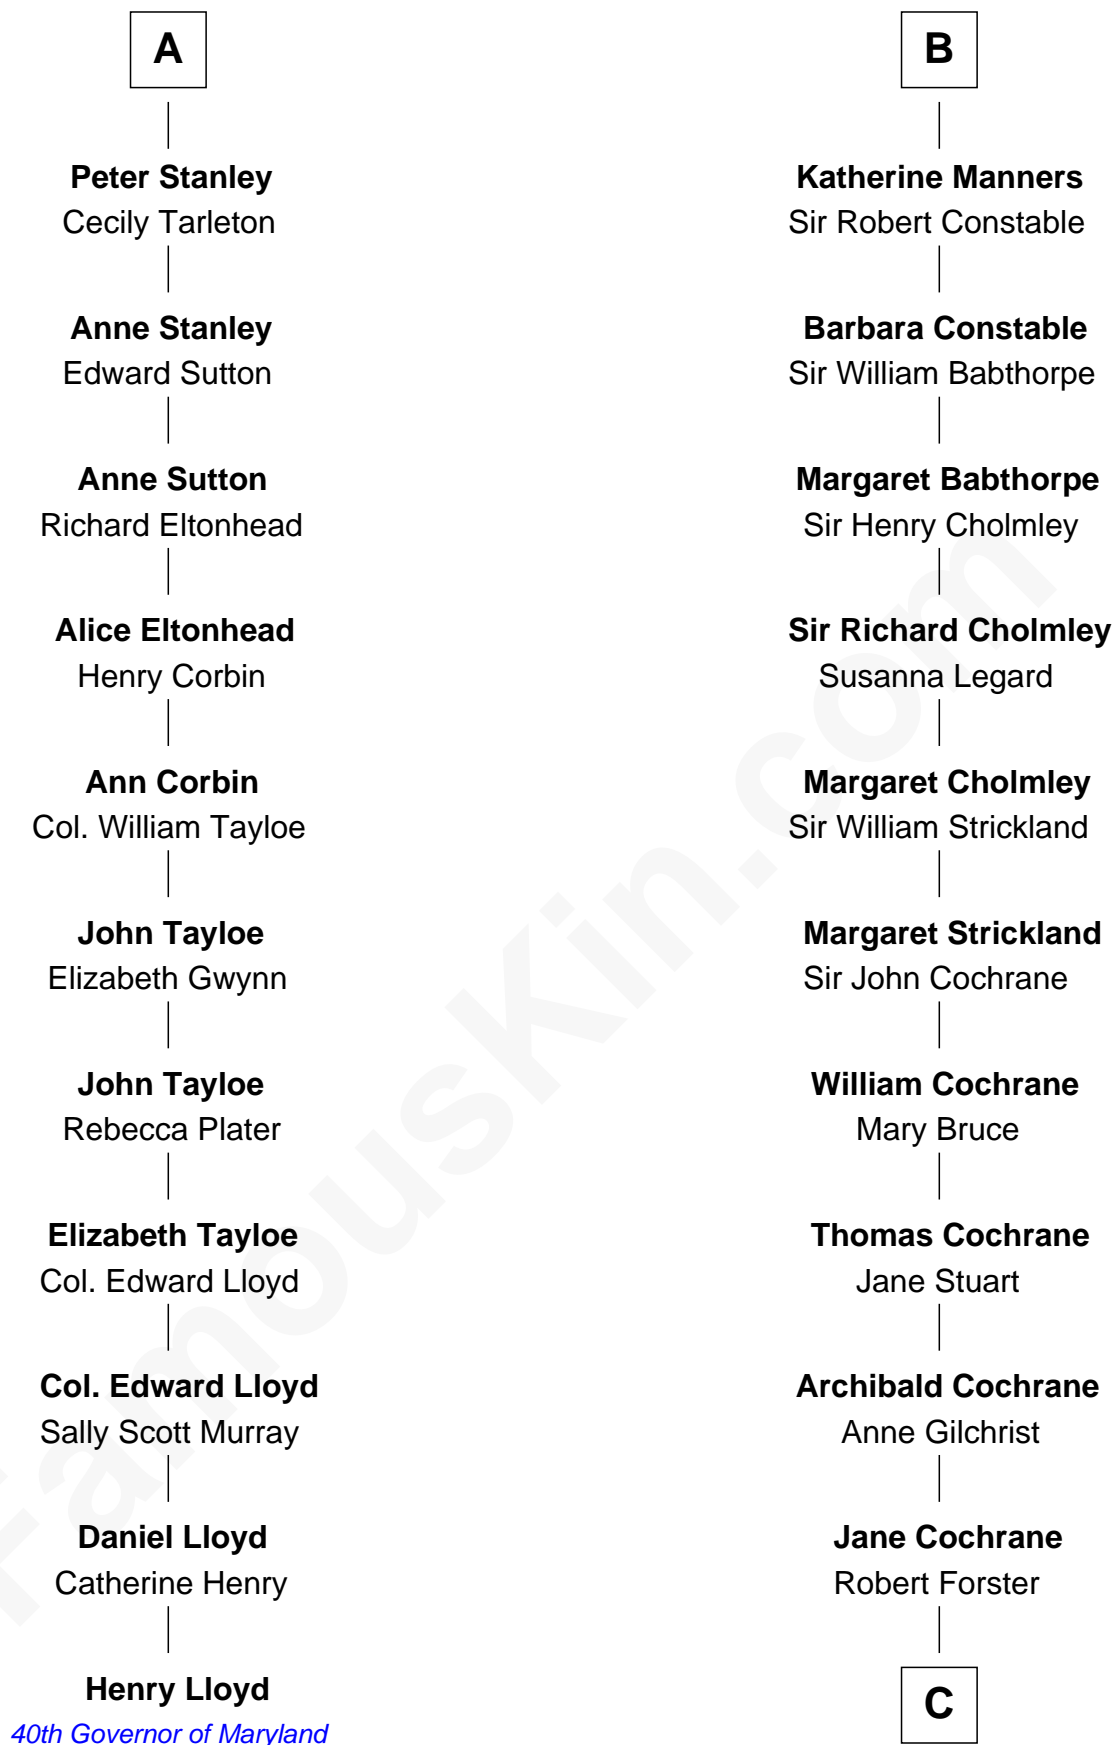 A
Peter Stanley
Cecily Tarleton
Anne Stanley
Edward Sutton
Anne Sutton
Richard Eltonhead
Alice Eltonhead
Henry Corbin
Ann Corbin
Col. William Tayloe
John Tayloe
Elizabeth Gwynn
John Tayloe
Rebecca Plater
Elizabeth Tayloe
Col. Edward Lloyd
Col. Edward Lloyd
Sally Scott Murray
Daniel Lloyd
Catherine Henry
Henry Lloyd
40th Governor of Maryland
B
Katherine Manners
Sir Robert Constable
Barbara Constable
Sir William Babthorpe
Margaret Babthorpe
Sir Henry Cholmley
Sir Richard Cholmley
Susanna Legard
Margaret Cholmley
Sir William Strickland
Margaret Strickland
Sir John Cochrane
William Cochrane
Mary Bruce
Thomas Cochrane
Jane Stuart
Archibald Cochrane
Anne Gilchrist
Jane Cochrane
Robert Forster
C
FamousKin.com